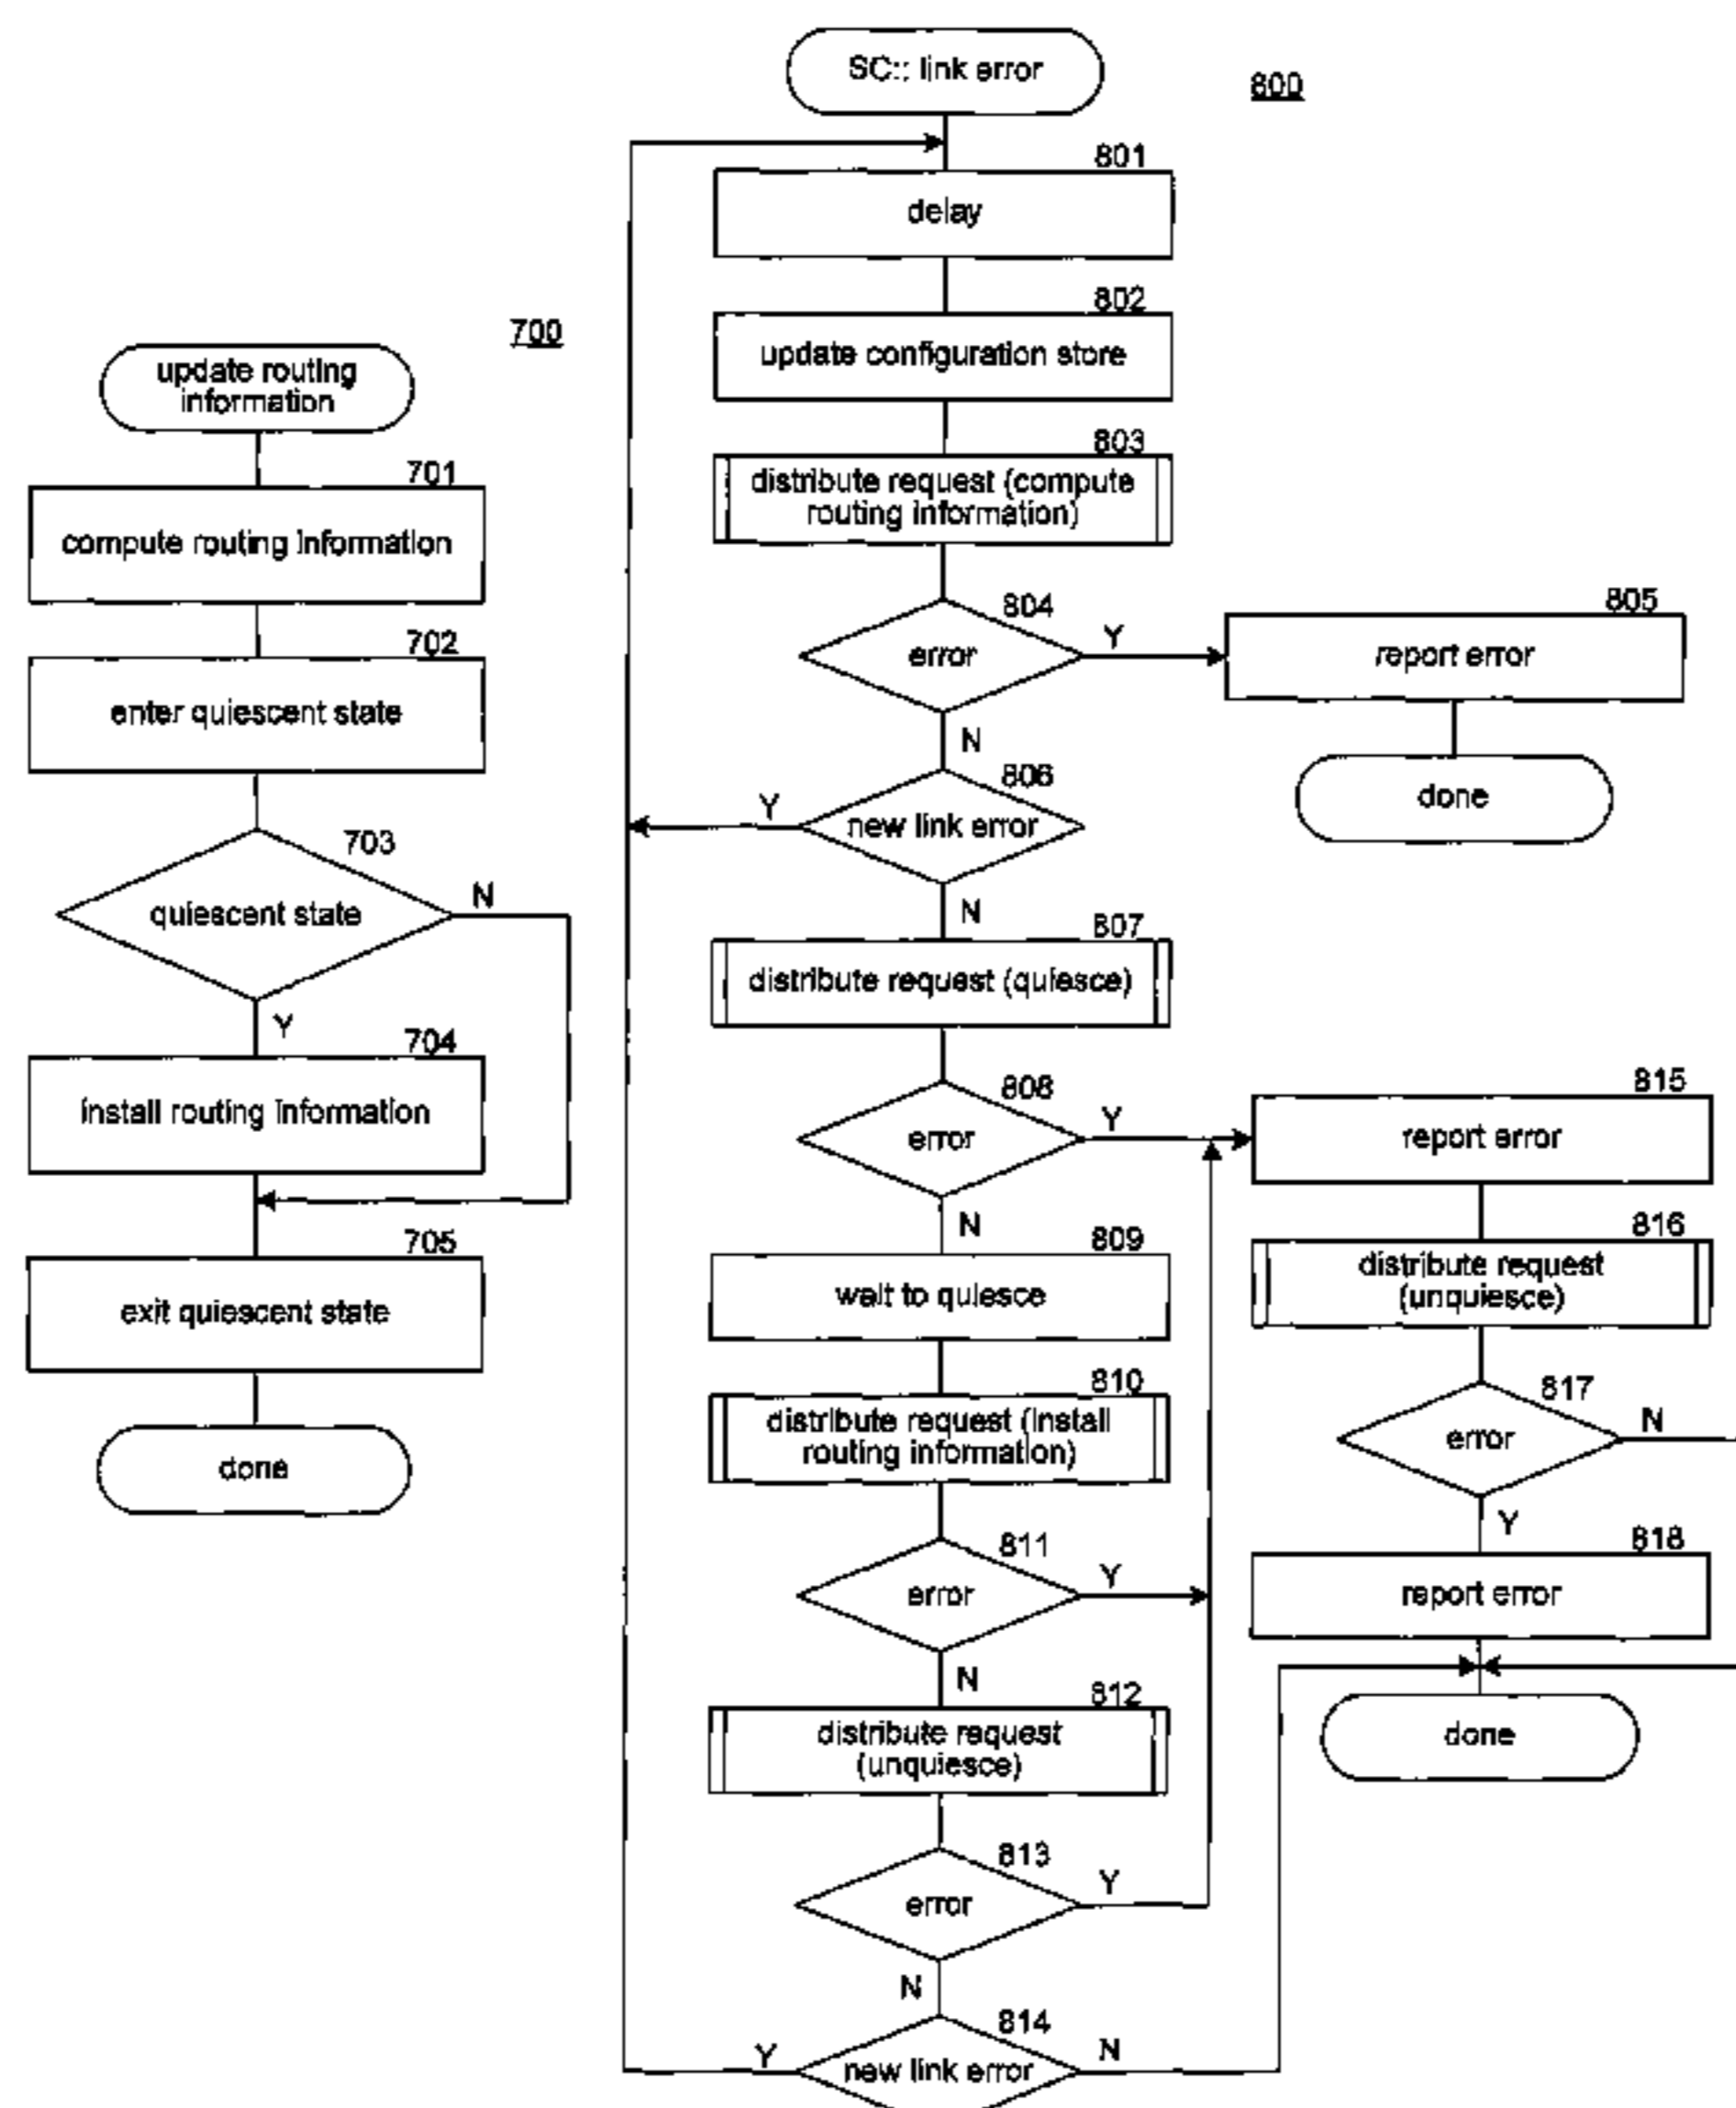 700
update routing
information
701
compute routing information
702
enter quiescent state
703
quiescent state
N
Y
704
install routing information
705
exit quiescent state
done
SC:: link error
800
801
delay
802
update configuration store
803
distribute request (compute
routing information)
804
error
Y
N
805
report error
done
806
new link error
Y
N
807
distribute request (quiesce)
808
error
Y
N
809
wait to quiesce
810
distribute request (install
routing information)
811
error
Y
N
812
distribute request
(unquiesce)
813
error
Y
N
814
new link error
Y
N
815
report error
816
distribute request
(unquiesce)
817
error
N
Y
818
report error
done